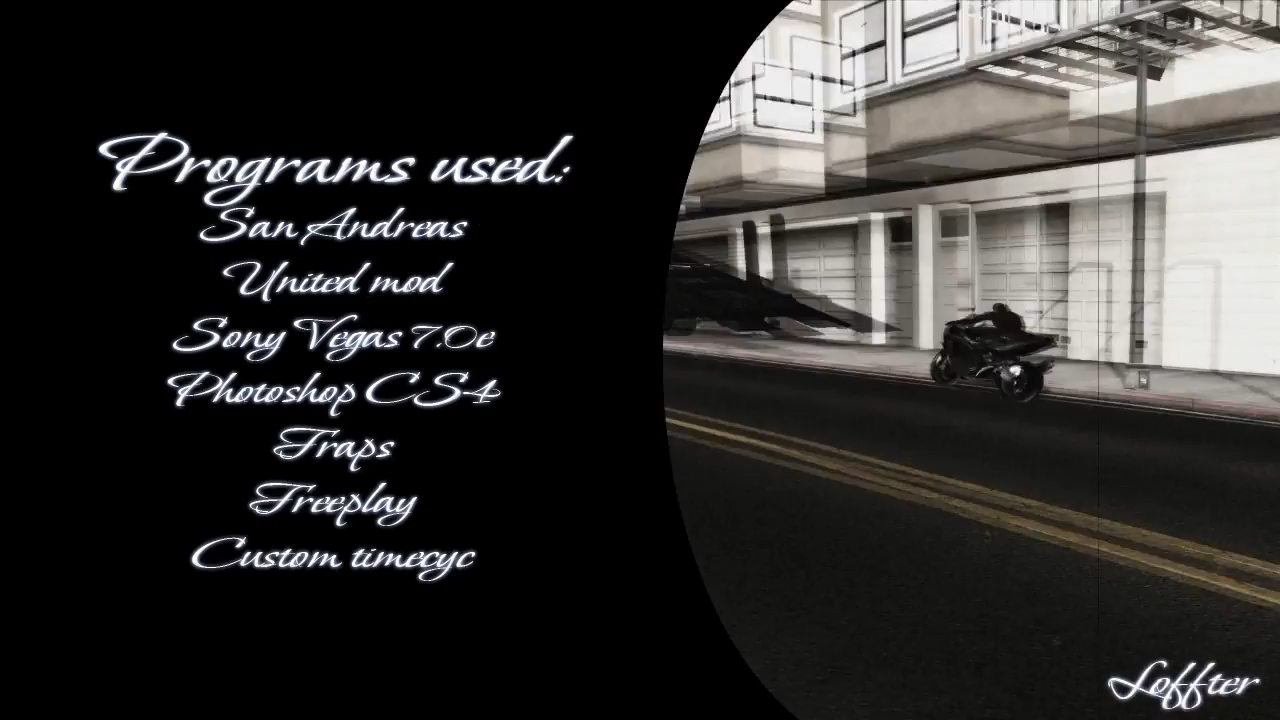 Programs used:
San Andreas
United mod
Sony Vegas 7.0e
Photoshop CS4
Fraps
Freeplay
Custom timecyc
Loffter